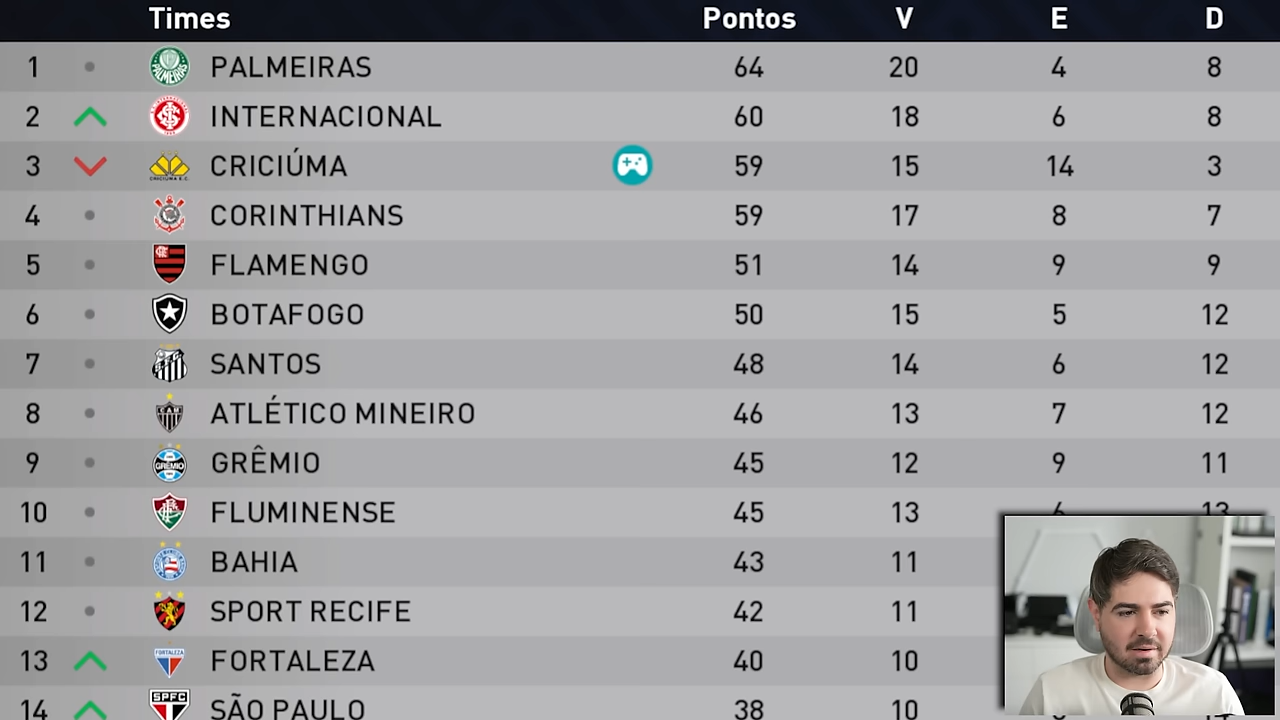 Times Pontos V E D
1 PALMEIRAS 64 20 4 8
2 INTERNACIONAL 60 18 6 8
3 CRICIÚMA 59 15 14 3
4 CORINTHIANS 59 17 8 7
5 FLAMENGO 51 14 9 9
6 BOTAFOGO 50 15 5 12
7 SANTOS 48 14 6 12
8 ATLÉTICO MINEIRO 46 13 7 12
9 GRÊMIO 45 12 9 11
10 FLUMINENSE 45 13 6 13
11 BAHIA 43 11
12 SPORT RECIFE 42 11
13 FORTALEZA 40 10
14 SÃO PAULO 38 10